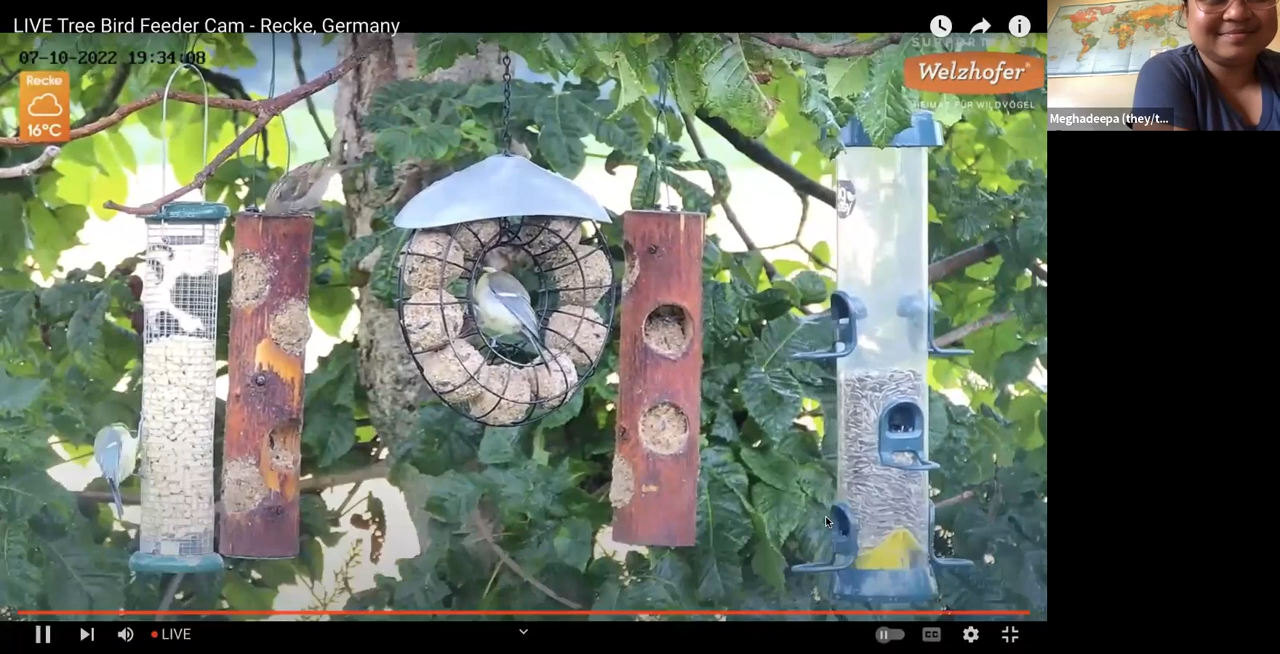 LIVE Tree Bird Feeder Cam - Recke, Germany
07-10-2022 19:34:08
Recke
16°C
Welzhofer®
HEIMAT FÜR WILDVÖGEL
Meghadeepa (they/t...
LIVE
CC